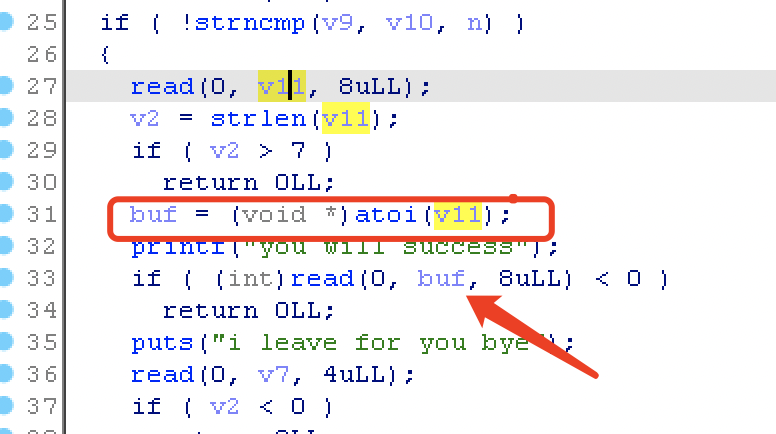 25 if ( !strncmp(v9, v10, n) )
26 {
27 read(0, v11, 8uLL);
28 v2 = strlen(v11);
29 if ( v2 > 7 )
30 return 0LL;
31 buf = (void *)atoi(v11);
32 printf("you will success");
33 if ( (int)read(0, buf, 8uLL) < 0 )
34 return 0LL;
35 puts("i leave for you bye");
36 read(0, v7, 4uLL);
37 if ( v2 < 0 )